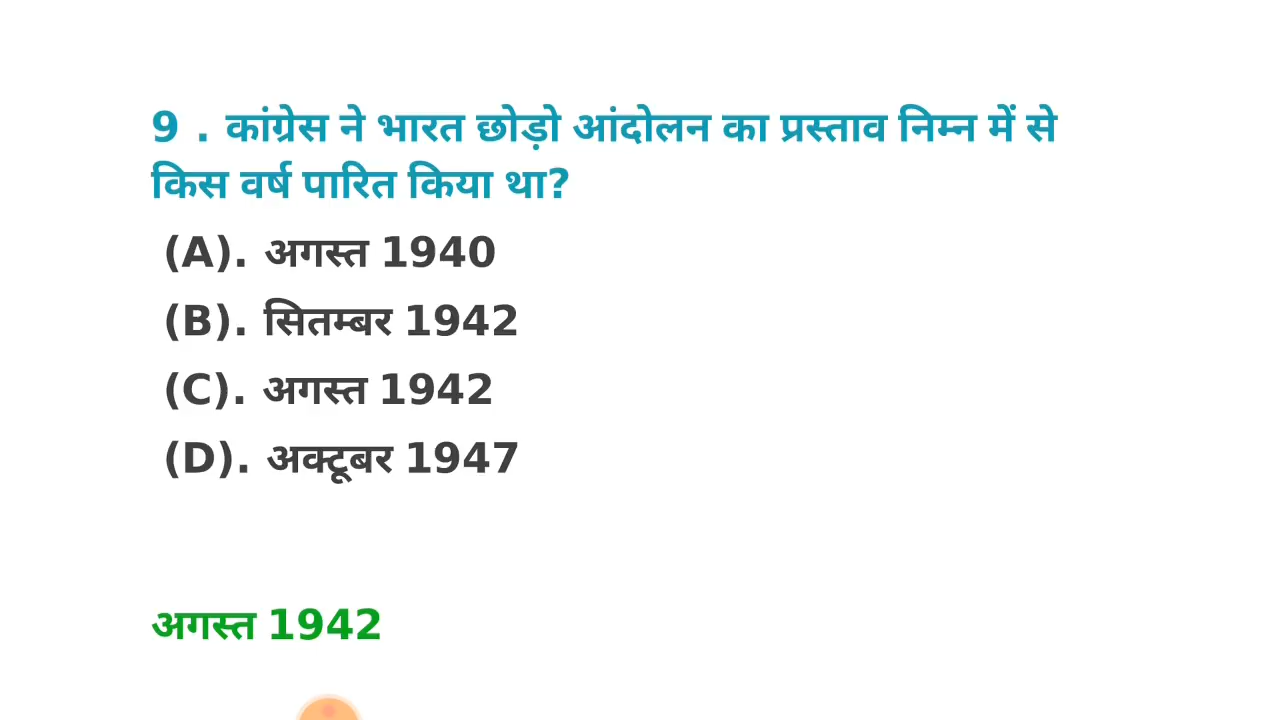 9 . कांग्रेस ने भारत छोड़ो आंदोलन का प्रस्ताव निम्न में से
किस वर्ष पारित किया था?
(A). अगस्त 1940
(B). सितम्बर 1942
(C). अगस्त 1942
(D). अक्टूबर 1947
अगस्त 1942